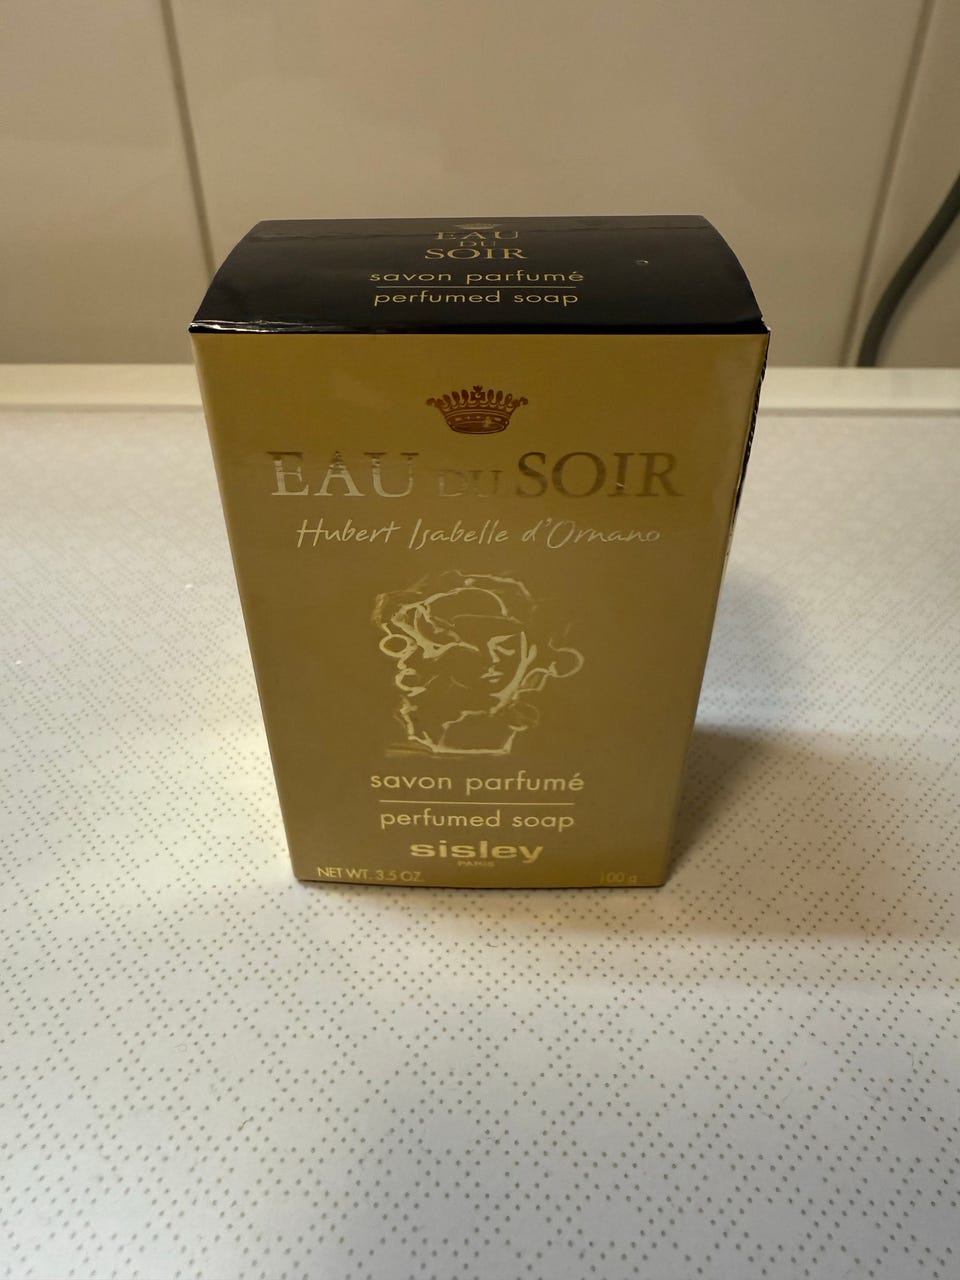 EAU
DU
SOIR
savon parfumé
perfumed soap
EAU DU SOIR
Hubert Isabelle d'Ornano
savon parfumé
perfumed soap
sisley
PARIS
NET WT. 3.5 OZ. 100 g